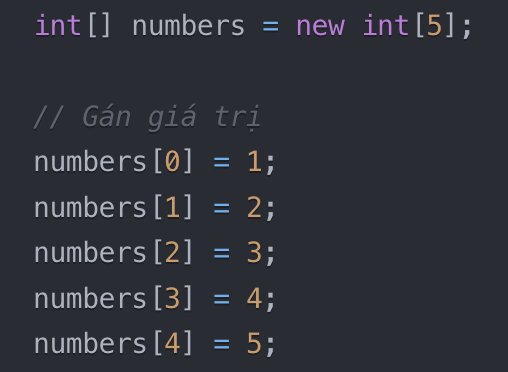 int[] numbers = new int[5];
// Gán giá trị
numbers[0] = 1;
numbers[1] = 2;
numbers[2] = 3;
numbers[3] = 4;
numbers[4] = 5;